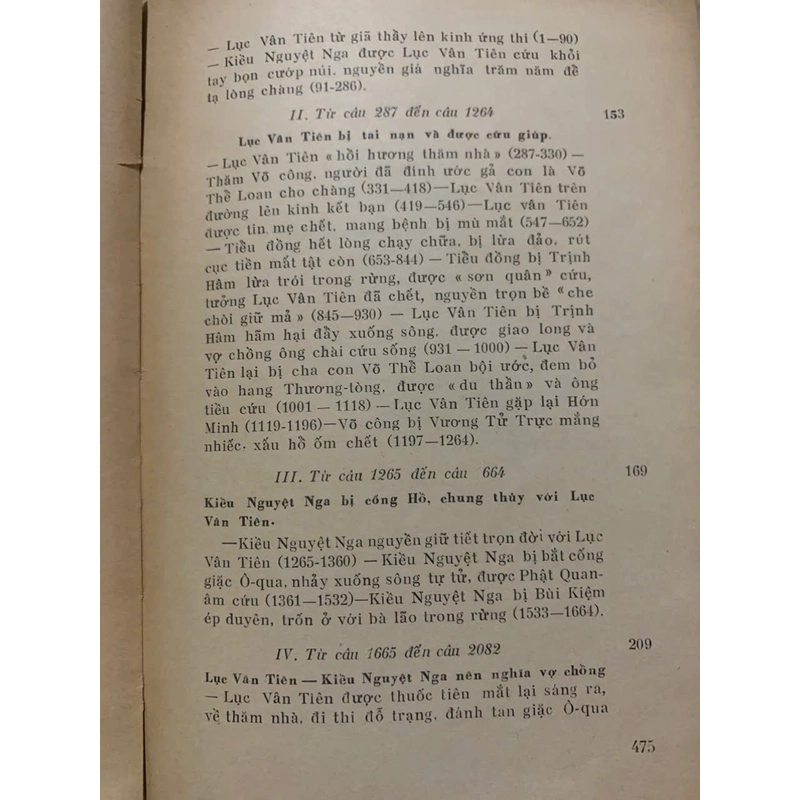 — Lục Vân Tiên từ giã thầy lên kinh ứng thi (1—90)
— Kiều Nguyệt Nga được Lục Vân Tiên cứu khỏi
tay bọn cướp núi, nguyền giá nghĩa trăm năm để
tạ lòng chàng (91-286).
II. Từ câu 287 đến câu 1264 153
Lục Vân Tiên bị tai nạn và được cứu giúp.
—Lục Vân Tiên « hồi hương thăm nhà » (287-330) —
Thăm Võ công, người đã đính ước gả con là Võ
Thể Loan cho chàng (331—418)—Lục Vân Tiên trên
đường lên kinh kết bạn (419—546)—Lục vân Tiên
được tin mẹ chết, mang bệnh bị mù mắt (547—652)
—Tiểu đồng hết lòng chạy chữa, bị lừa đảo, rút
cục tiền mất tật còn (653-844) — Tiểu đồng bị Trịnh
Hâm lừa trói trong rừng, được « sơn quân » cứu,
tưởng Lục Vân Tiên đã chết, nguyền trọn bề « che
chòi giữ mả » (845—930) — Lục Vân Tiên bị Trịnh
Hâm hãm hại đẩy xuống sông, được giao long và
vợ chồng ông chài cứu sống (931 — 1000) — Lục Vân
Tiên lại bị cha con Võ Thể Loan bội ước, đem bỏ
vào hang Thương-tòng, được « du thần » và ông
tiều cứu (1001 — 1118) —Lục Vân Tiên gặp lại Hớn
Minh (1119-1196)—Võ công bị Vương Tử Trực mắng
nhiếc, xấu hổ ốm chết (1197—1264).
III. Từ câu 1265 đến câu 664 169
Kiều Nguyệt Nga bị cống Hồ, chung thủy với Lục
Vân Tiên.
—Kiều Nguyệt Nga nguyền giữ tiết trọn đời với Lục
Vân Tiên (1265-1360) — Kiều Nguyệt Nga bị bắt cống
giặc Ô-qua, nhảy xuống sông tự tử, được Phật Quan-
âm cứu (1361—1532)—Kiều Nguyệt Nga bị Bùi Kiệm
ép duyên, trốn ở với bà lão trong rừng (1533—1664).
IV. Từ câu 1665 đến câu 2082 209
Lục Vân Tiên — Kiều Nguyệt Nga nên nghĩa vợ chồng
— Lục Vân Tiên được thuốc tiên mắt lại sáng ra,
về thăm nhà, đi thi đỗ trạng, đánh tan giặc Ô-qua
475